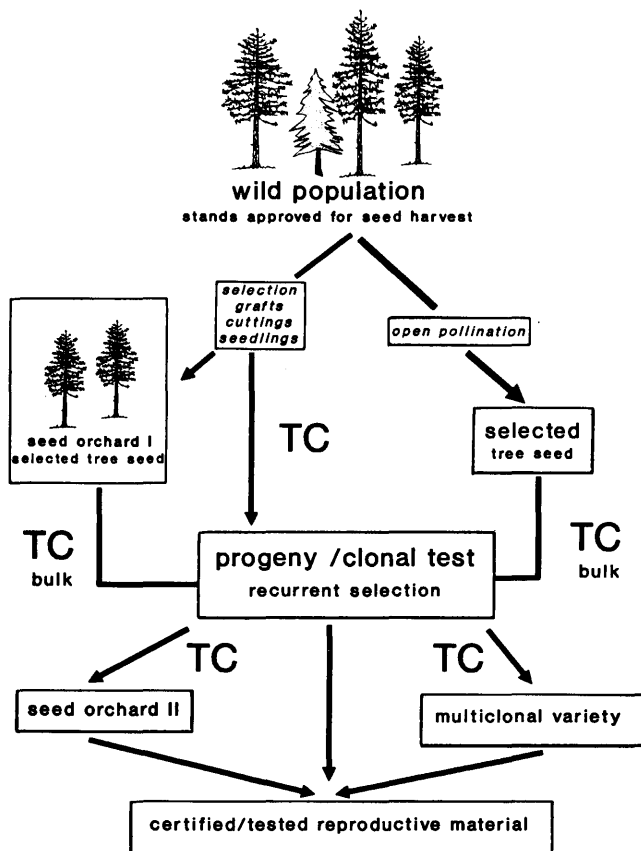 wild population
stands approved for seed harvest
selection
grafts
cuttings
seedlings
open pollination
seed orchard I
selected tree seed
TC
selected
tree seed
TC
bulk
TC
bulk
progeny /clonal test
recurrent selection
TC
TC
seed orchard II
multiclonal variety
certified/tested reproductive material